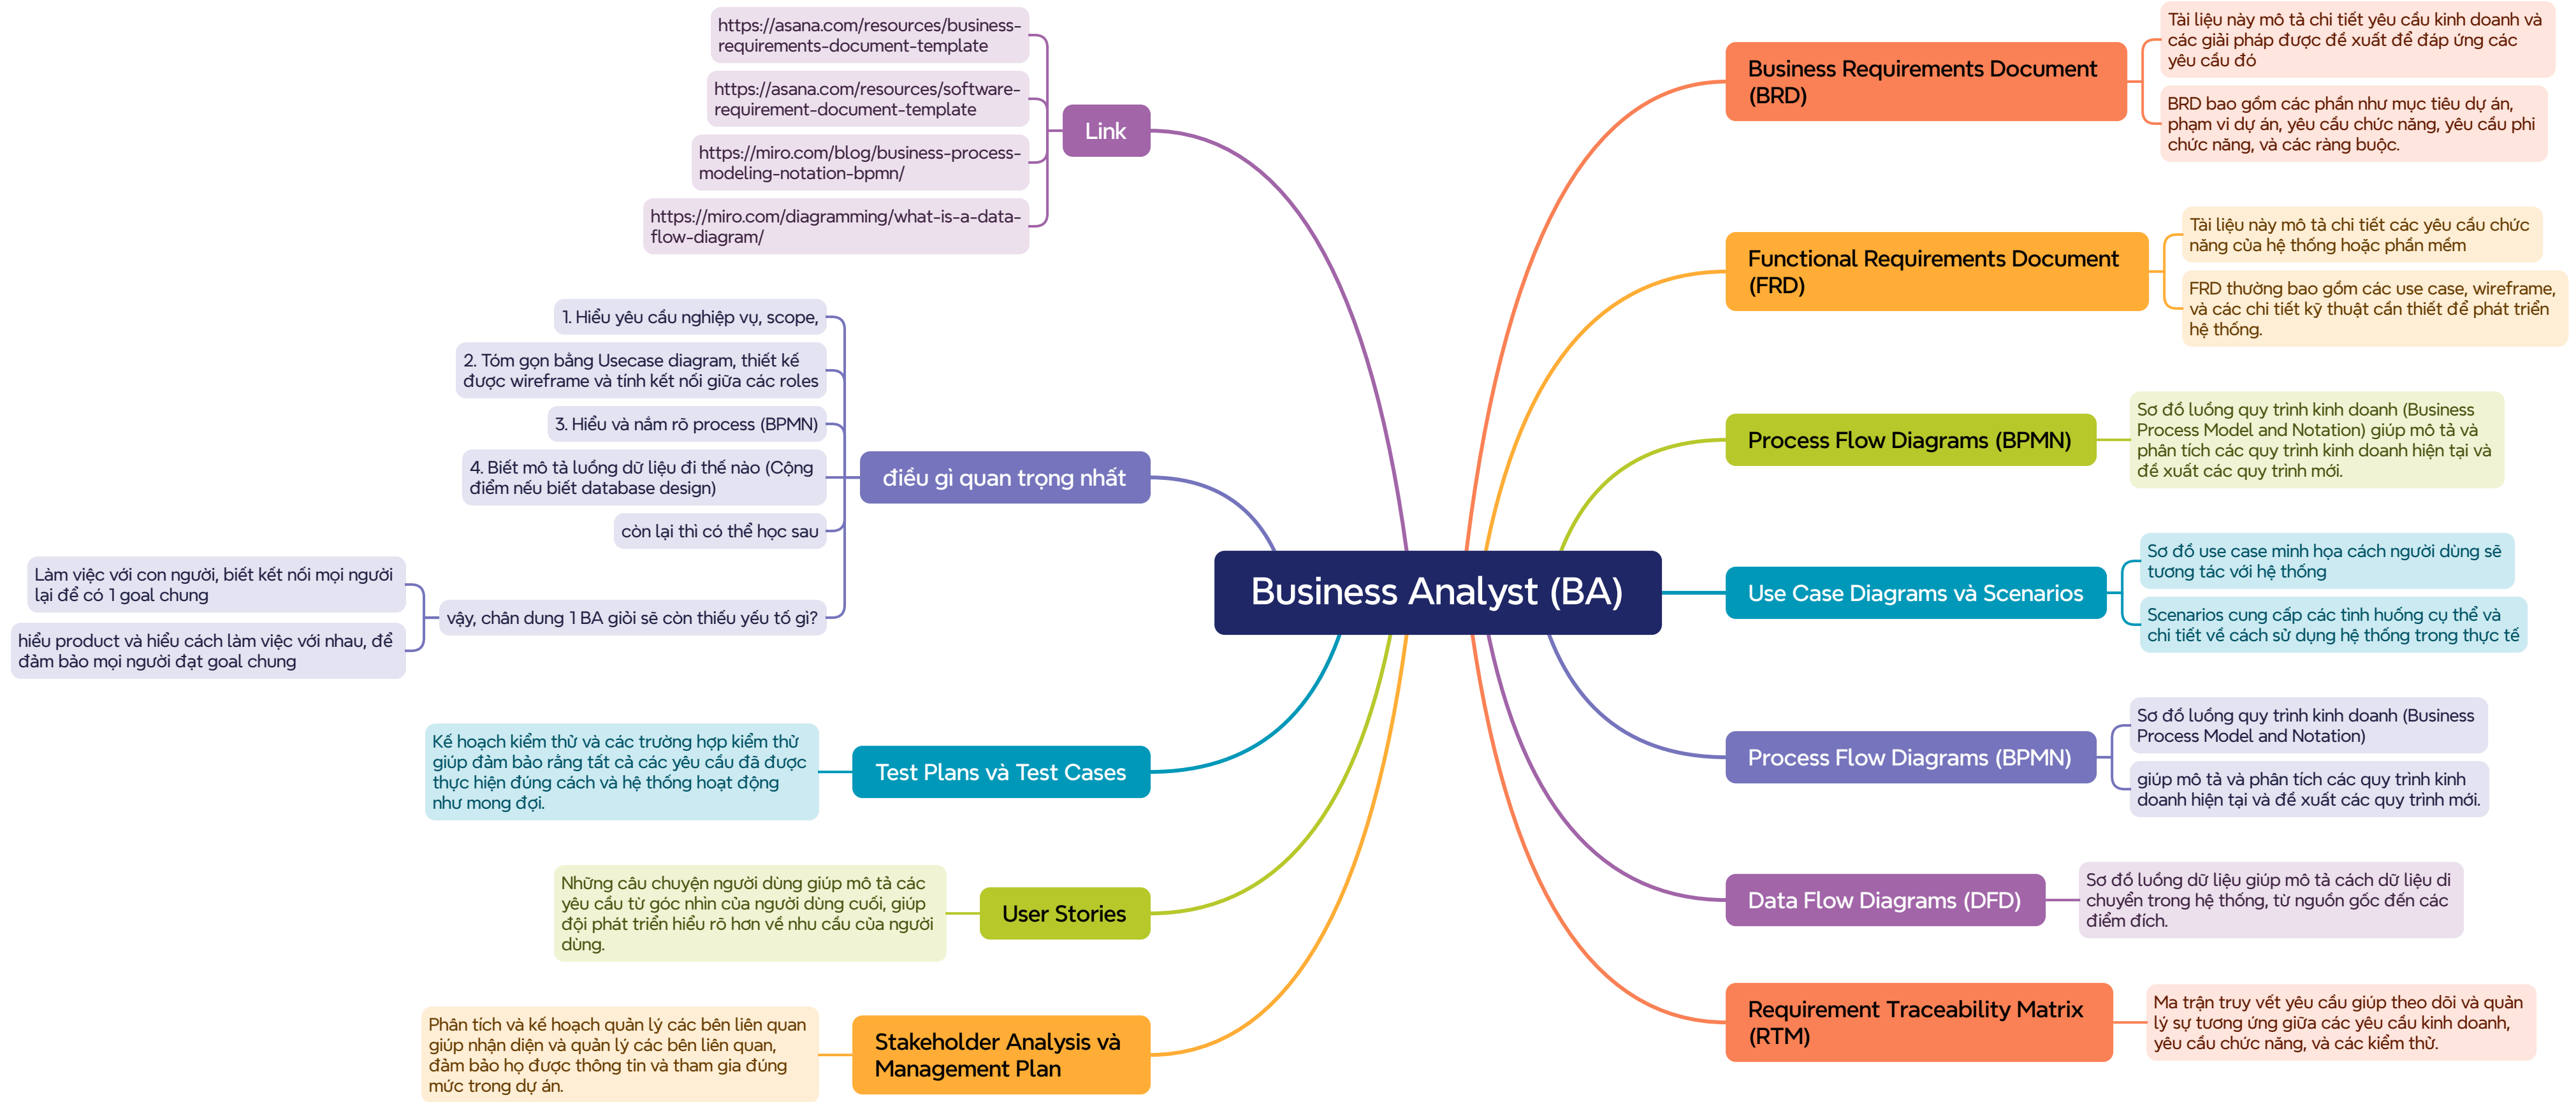 Business Analyst (BA)
Business Requirements Document
(BRD)
Tài liệu này mô tả chi tiết yêu cầu kinh doanh và
các giải pháp được đề xuất để đáp ứng các
yêu cầu đó
BRD bao gồm các phần như mục tiêu dự án,
phạm vi dự án, yêu cầu chức năng, yêu cầu phi
chức năng, và các ràng buộc.
Functional Requirements Document
(FRD)
Tài liệu này mô tả chi tiết các yêu cầu chức
năng của hệ thống hoặc phần mềm
FRD thường bao gồm các use case, wireframe,
và các chi tiết kỹ thuật cần thiết để phát triển
hệ thống.
Process Flow Diagrams (BPMN)
Sơ đồ luồng quy trình kinh doanh (Business
Process Model and Notation) giúp mô tả và
phân tích các quy trình kinh doanh hiện tại và
đề xuất các quy trình mới.
Use Case Diagrams và Scenarios
Sơ đồ use case minh họa cách người dùng sẽ
tương tác với hệ thống
Scenarios cung cấp các tình huống cụ thể và
chi tiết về cách sử dụng hệ thống trong thực tế
Process Flow Diagrams (BPMN)
Sơ đồ luồng quy trình kinh doanh (Business
Process Model and Notation)
giúp mô tả và phân tích các quy trình kinh
doanh hiện tại và đề xuất các quy trình mới.
Data Flow Diagrams (DFD)
Sơ đồ luồng dữ liệu giúp mô tả cách dữ liệu di
chuyển trong hệ thống, từ nguồn gốc đến các
điểm đích.
Requirement Traceability Matrix
(RTM)
Ma trận truy vết yêu cầu giúp theo dõi và quản
lý sự tương ứng giữa các yêu cầu kinh doanh,
yêu cầu chức năng, và các kiểm thử.
Link
https://asana.com/resources/business-
requirements-document-template
https://asana.com/resources/software-
requirement-document-template
https://miro.com/blog/business-process-
modeling-notation-bpmn/
https://miro.com/diagramming/what-is-a-data-
flow-diagram/
điều gì quan trọng nhất
1. Hiểu yêu cầu nghiệp vụ, scope,
2. Tóm gọn bằng Usecase diagram, thiết kế
được wireframe và tính kết nối giữa các roles
3. Hiểu và nắm rõ process (BPMN)
4. Biết mô tả luồng dữ liệu đi thế nào (Cộng
điểm nếu biết database design)
còn lại thì có thể học sau
vậy, chân dung 1 BA giỏi sẽ còn thiếu yếu tố gì?
Làm việc với con người, biết kết nối mọi người
lại để có 1 goal chung
hiểu product và hiểu cách làm việc với nhau, để
đảm bảo mọi người đạt goal chung
Test Plans và Test Cases
Kế hoạch kiểm thử và các trường hợp kiểm thử
giúp đảm bảo rằng tất cả các yêu cầu đã được
thực hiện đúng cách và hệ thống hoạt động
như mong đợi.
User Stories
Những câu chuyện người dùng giúp mô tả các
yêu cầu từ góc nhìn của người dùng cuối, giúp
đội phát triển hiểu rõ hơn về nhu cầu của người
dùng.
Stakeholder Analysis và
Management Plan
Phân tích và kế hoạch quản lý các bên liên quan
giúp nhận diện và quản lý các bên liên quan,
đảm bảo họ được thông tin và tham gia đúng
mức trong dự án.